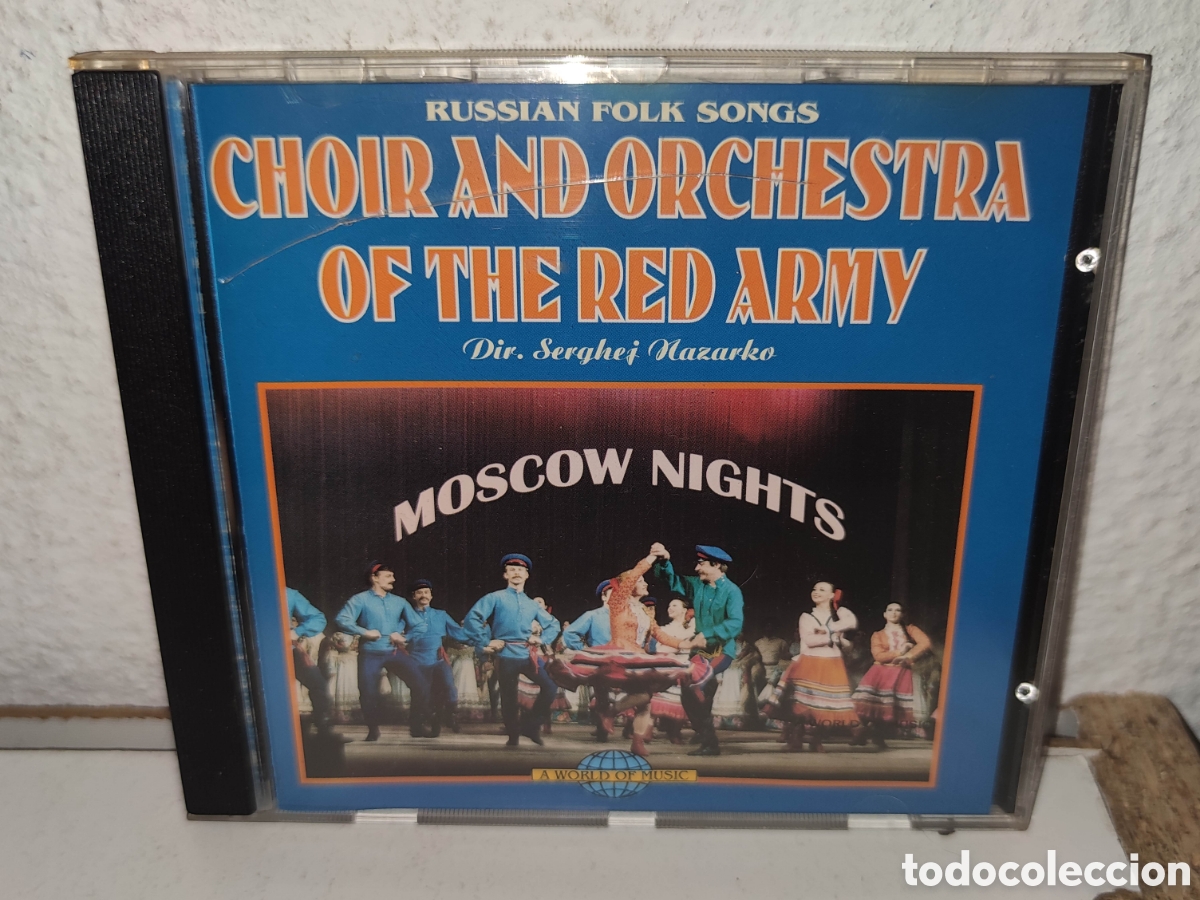 RUSSIAN FOLK SONGS
CHOIR AND ORCHESTRA
OF THE RED ARMY
Dir. Serghej Nazarko
MOSCOW NIGHTS
WORLD
A WORLD OF MUSIC
todocoleccion